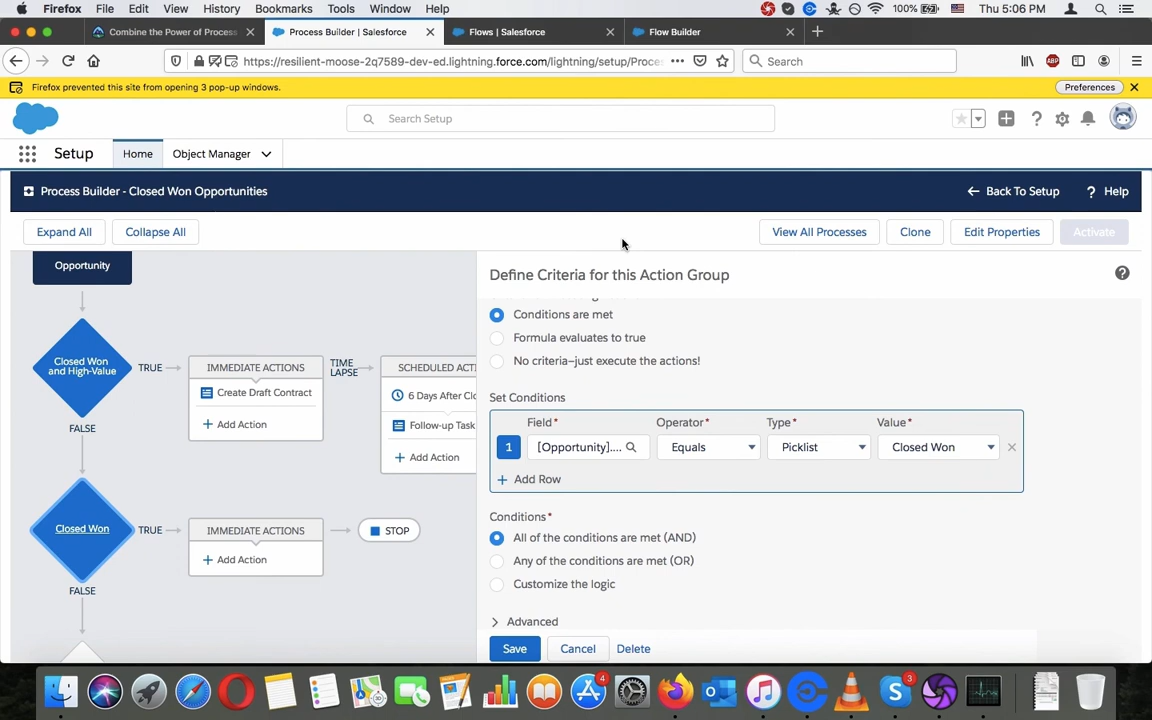 Firefox File Edit View History Bookmarks Tools Window Help 100% Thu 5:06 PM
Combine the Power of Process Process Builder | Salesforce Flows | Salesforce Flow Builder
https://resilient-moose-2q7589-dev-ed.lightning.force.com/lightning/setup/Proce Search
Firefox prevented this site from opening 3 pop-up windows. Preferences
Search Setup
Setup Home Object Manager
Process Builder - Closed Won Opportunities Back To Setup ? Help
Expand All Collapse All View All Processes Clone Edit Properties Activate
Opportunity
Closed Won
and High-Value
TRUE
IMMEDIATE ACTIONS
Create Draft Contract
+ Add Action
TIME
LAPSE
SCHEDULED ACTI
6 Days After Clo
Follow-up Task
+ Add Action
FALSE
Closed Won
TRUE
IMMEDIATE ACTIONS
+ Add Action
STOP
FALSE
Define Criteria for this Action Group
Conditions are met
Formula evaluates to true
No criteria–just execute the actions!
Set Conditions
Field* Operator* Type* Value*
1 [Opportunity].... Equals Picklist Closed Won
+ Add Row
Conditions*
All of the conditions are met (AND)
Any of the conditions are met (OR)
Customize the logic
Advanced
Save Cancel Delete
4
3